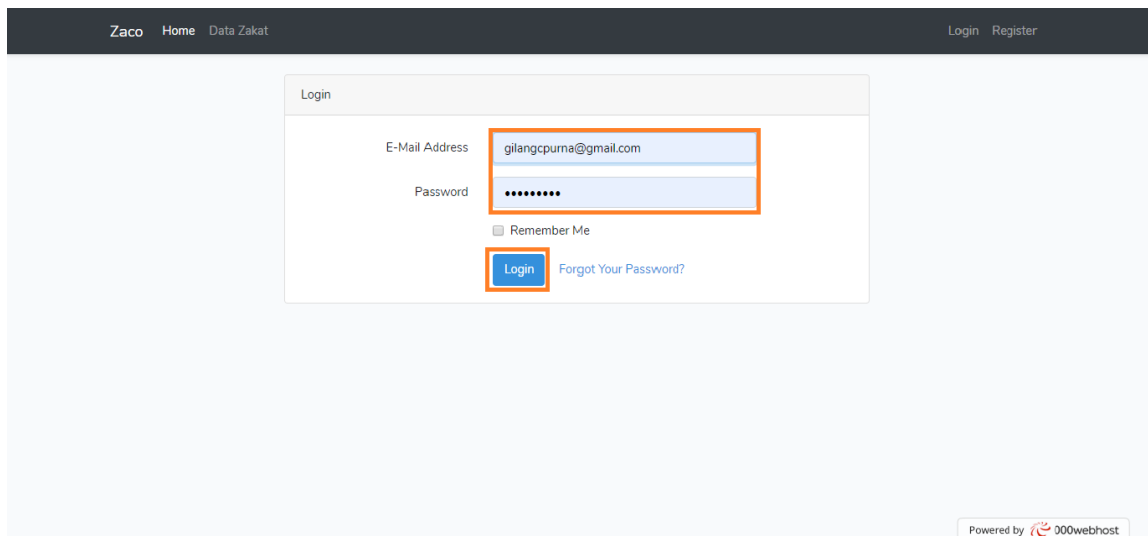 Zaco Home Data Zakat Login Register
Login
E-Mail Address gilangcpurna@gmail.com
Password •••••••••
Remember Me
Login Forgot Your Password?
Powered by 000webhost